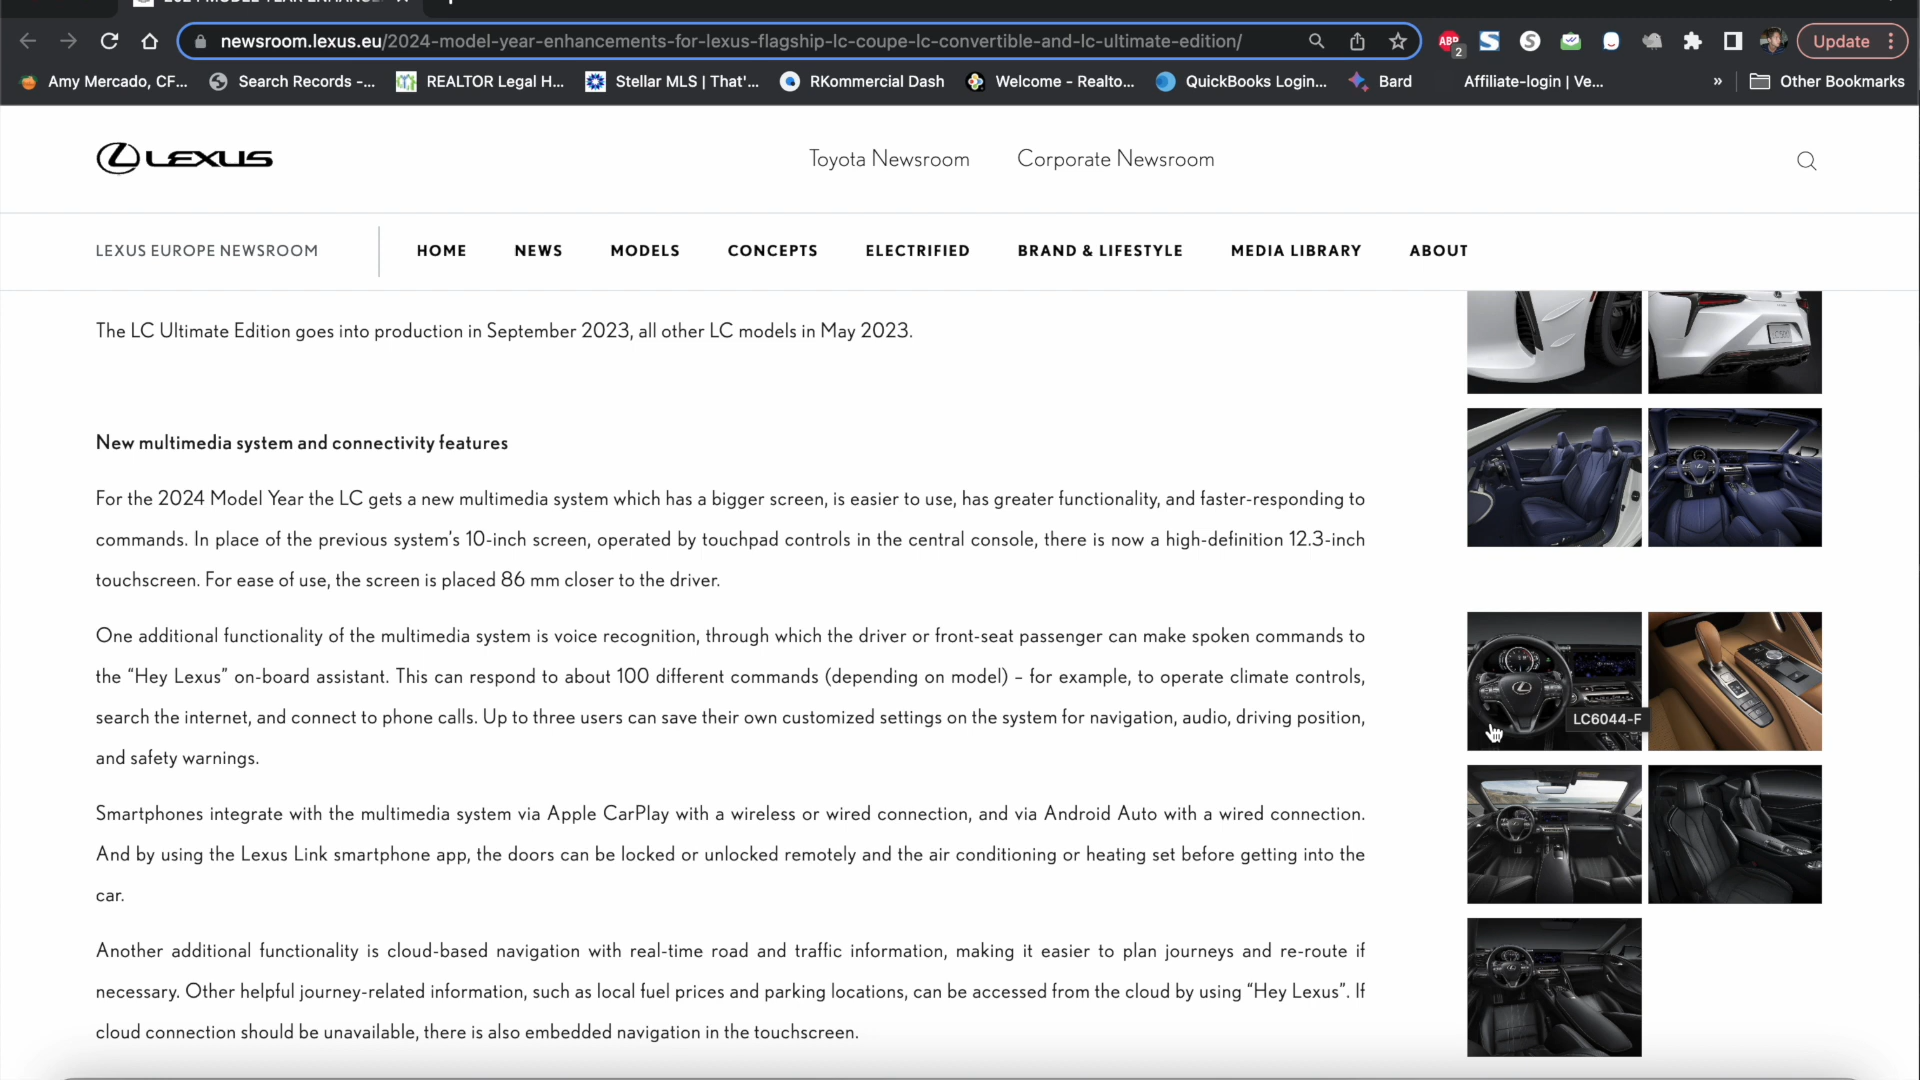 newsroom.lexus.eu/2024-model-year-enhancements-for-lexus-flagship-lc-coupe-lc-convertible-and-lc-ultimate-edition/
ABP
2
Update
Amy Mercado, CF...
Search Records -...
REALTOR Legal H...
Stellar MLS | That'...
RKommercial Dash
Welcome - Realto...
QuickBooks Login...
Bard
Affiliate-login | Ve...
»
Other Bookmarks
LEXUS
Toyota Newsroom
Corporate Newsroom
LEXUS EUROPE NEWSROOM
HOME
NEWS
MODELS
CONCEPTS
ELECTRIFIED
BRAND & LIFESTYLE
MEDIA LIBRARY
ABOUT
The LC Ultimate Edition goes into production in September 2023, all other LC models in May 2023.
New multimedia system and connectivity features
For the 2024 Model Year the LC gets a new multimedia system which has a bigger screen, is easier to use, has greater functionality, and faster-responding to
commands. In place of the previous system's 10-inch screen, operated by touchpad controls in the central console, there is now a high-definition 12.3-inch
touchscreen. For ease of use, the screen is placed 86 mm closer to the driver.
One additional functionality of the multimedia system is voice recognition, through which the driver or front-seat passenger can make spoken commands to
the “Hey Lexus” on-board assistant. This can respond to about 100 different commands (depending on model) – for example, to operate climate controls,
search the internet, and connect to phone calls. Up to three users can save their own customized settings on the system for navigation, audio, driving position,
and safety warnings.
Smartphones integrate with the multimedia system via Apple CarPlay with a wireless or wired connection, and via Android Auto with a wired connection.
And by using the Lexus Link smartphone app, the doors can be locked or unlocked remotely and the air conditioning or heating set before getting into the
car.
Another additional functionality is cloud-based navigation with real-time road and traffic information, making it easier to plan journeys and re-route if
necessary. Other helpful journey-related information, such as local fuel prices and parking locations, can be accessed from the cloud by using “Hey Lexus”. If
cloud connection should be unavailable, there is also embedded navigation in the touchscreen.
LC6044-F